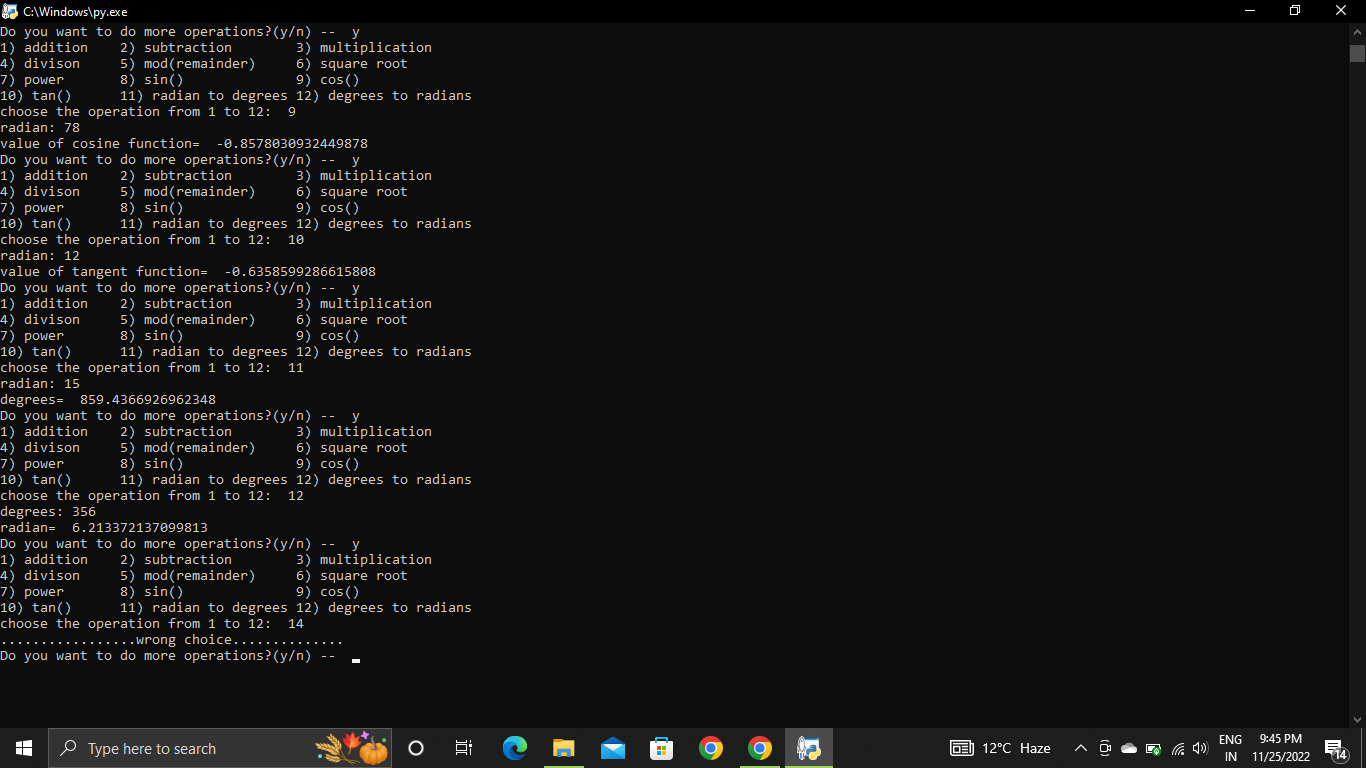 C:\Windows\py.exe
Do you want to do more operations?(y/n) --  y
1) addition    2) subtraction       3) multiplication
4) divison     5) mod(remainder)     6) square root
7) power       8) sin()              9) cos()
10) tan()      11) radian to degrees 12) degrees to radians
choose the operation from 1 to 12:  9
radian: 78
value of cosine function=  -0.8578030932449878
Do you want to do more operations?(y/n) --  y
1) addition    2) subtraction       3) multiplication
4) divison     5) mod(remainder)     6) square root
7) power       8) sin()              9) cos()
10) tan()      11) radian to degrees 12) degrees to radians
choose the operation from 1 to 12:  10
radian: 12
value of tangent function=  -0.6358599286615808
Do you want to do more operations?(y/n) --  y
1) addition    2) subtraction       3) multiplication
4) divison     5) mod(remainder)     6) square root
7) power       8) sin()              9) cos()
10) tan()      11) radian to degrees 12) degrees to radians
choose the operation from 1 to 12:  11
radian: 15
degrees=  859.4366926962348
Do you want to do more operations?(y/n) --  y
1) addition    2) subtraction       3) multiplication
4) divison     5) mod(remainder)     6) square root
7) power       8) sin()              9) cos()
10) tan()      11) radian to degrees 12) degrees to radians
choose the operation from 1 to 12:  12
degrees: 356
radian=  6.213372137099813
Do you want to do more operations?(y/n) --  y
1) addition    2) subtraction       3) multiplication
4) divison     5) mod(remainder)     6) square root
7) power       8) sin()              9) cos()
10) tan()      11) radian to degrees 12) degrees to radians
choose the operation from 1 to 12:  14
.................wrong choice..............
Do you want to do more operations?(y/n) --
Type here to search
12°C Haze
ENG
IN
9:45 PM
11/25/2022
14